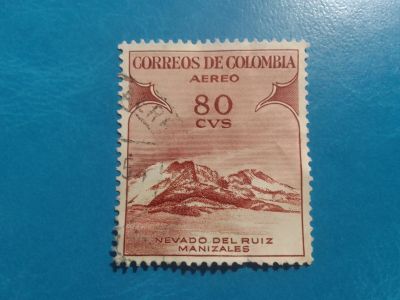 CORREOS DE COLOMBIA
AEREO
80
CVS
NEVADO DEL RUIZ
MANIZALES